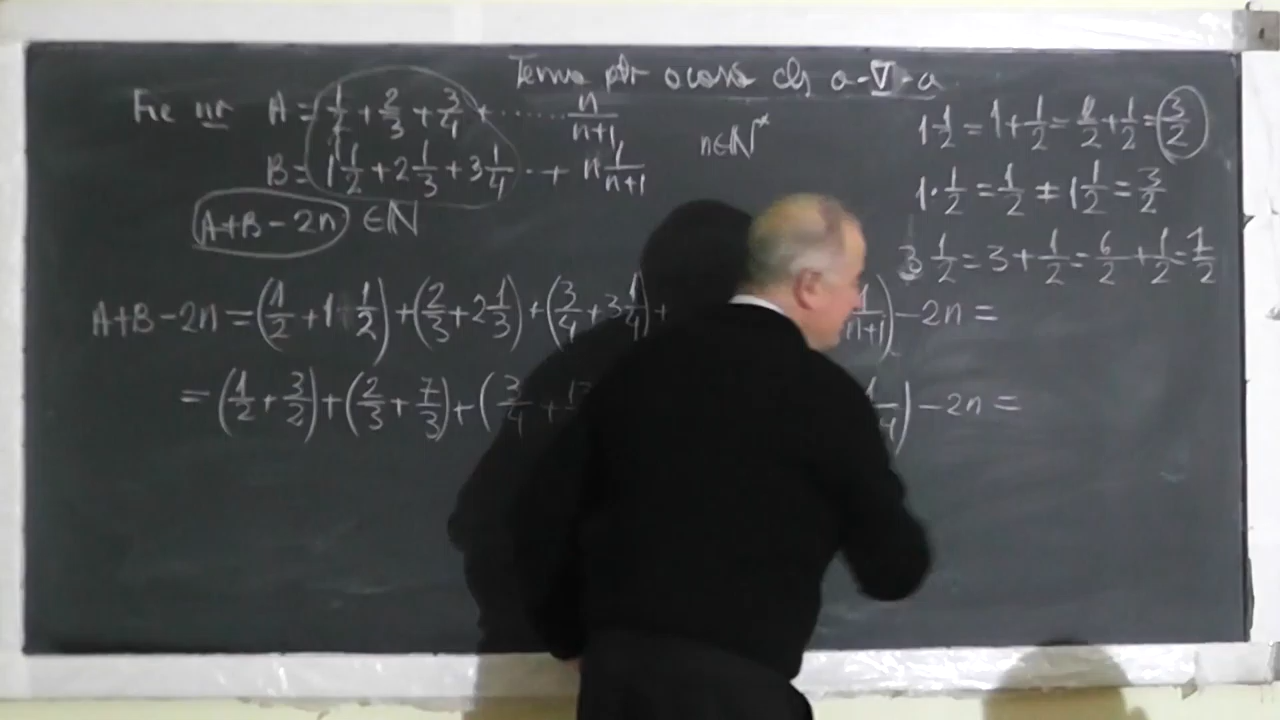 Temă ptr acasă cls a-V-a
Fie nr A = 1/2 + 2/3 + 3/4 + ...... n/(n+1)
n∈ℕ*
B = 1 1/2 + 2 1/3 + 3 1/4 .. + n 1/(n+1)
A+B-2n ∈ ℕ
1 1/2 = 1 + 1/2 = 2/2 + 1/2 = 3/2
1·1/2 = 1/2 ≠ 1 1/2 = 3/2
3 1/2 = 3 + 1/2 = 6/2 + 1/2 = 7/2
A+B-2n = (1/2 + 1 1/2) + (2/3 + 2 1/3) + (3/4 + 3 1/4) + 1/(n+1)) - 2n =
= (1/2 + 3/2) + (2/3 + 7/3) + (3/4 + ) - 2n =